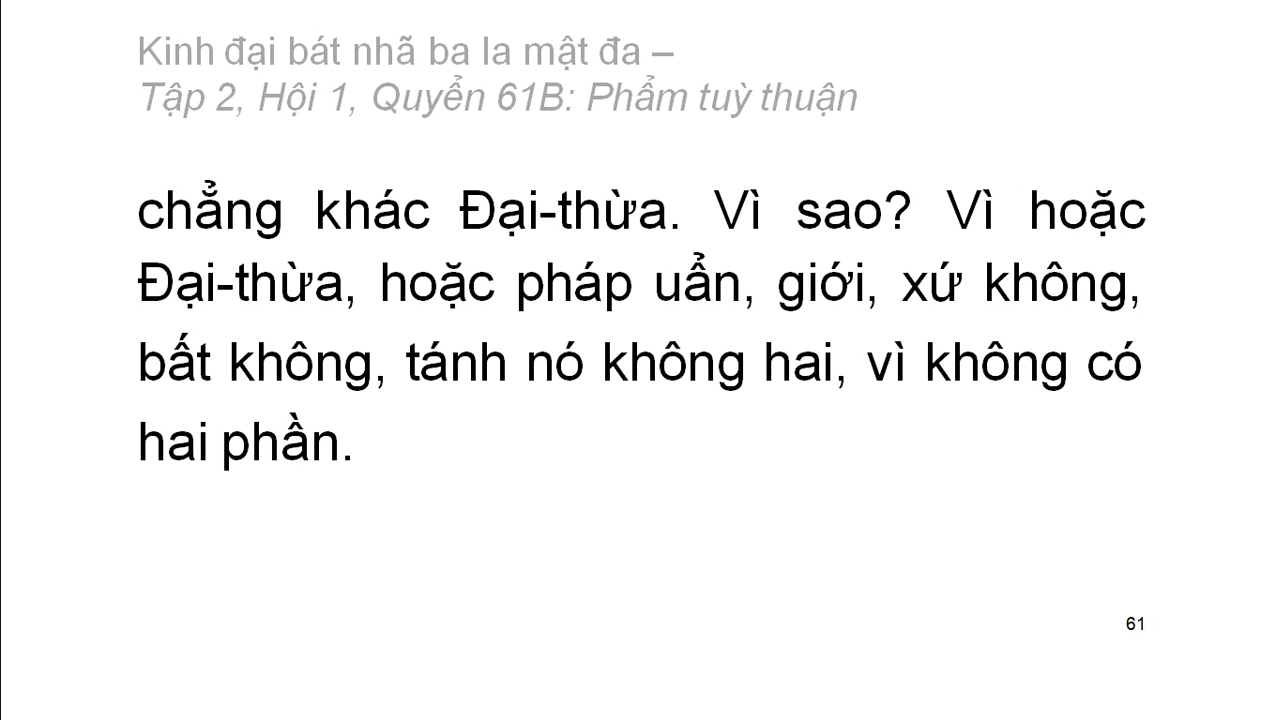 Kinh đại bát nhã ba la mật đa –
Tập 2, Hội 1, Quyển 61B: Phẩm tuỳ thuận
chẳng khác Đại-thừa. Vì sao? Vì hoặc
Đại-thừa, hoặc pháp uẩn, giới, xứ không,
bất không, tánh nó không hai, vì không có
hai phần.
61